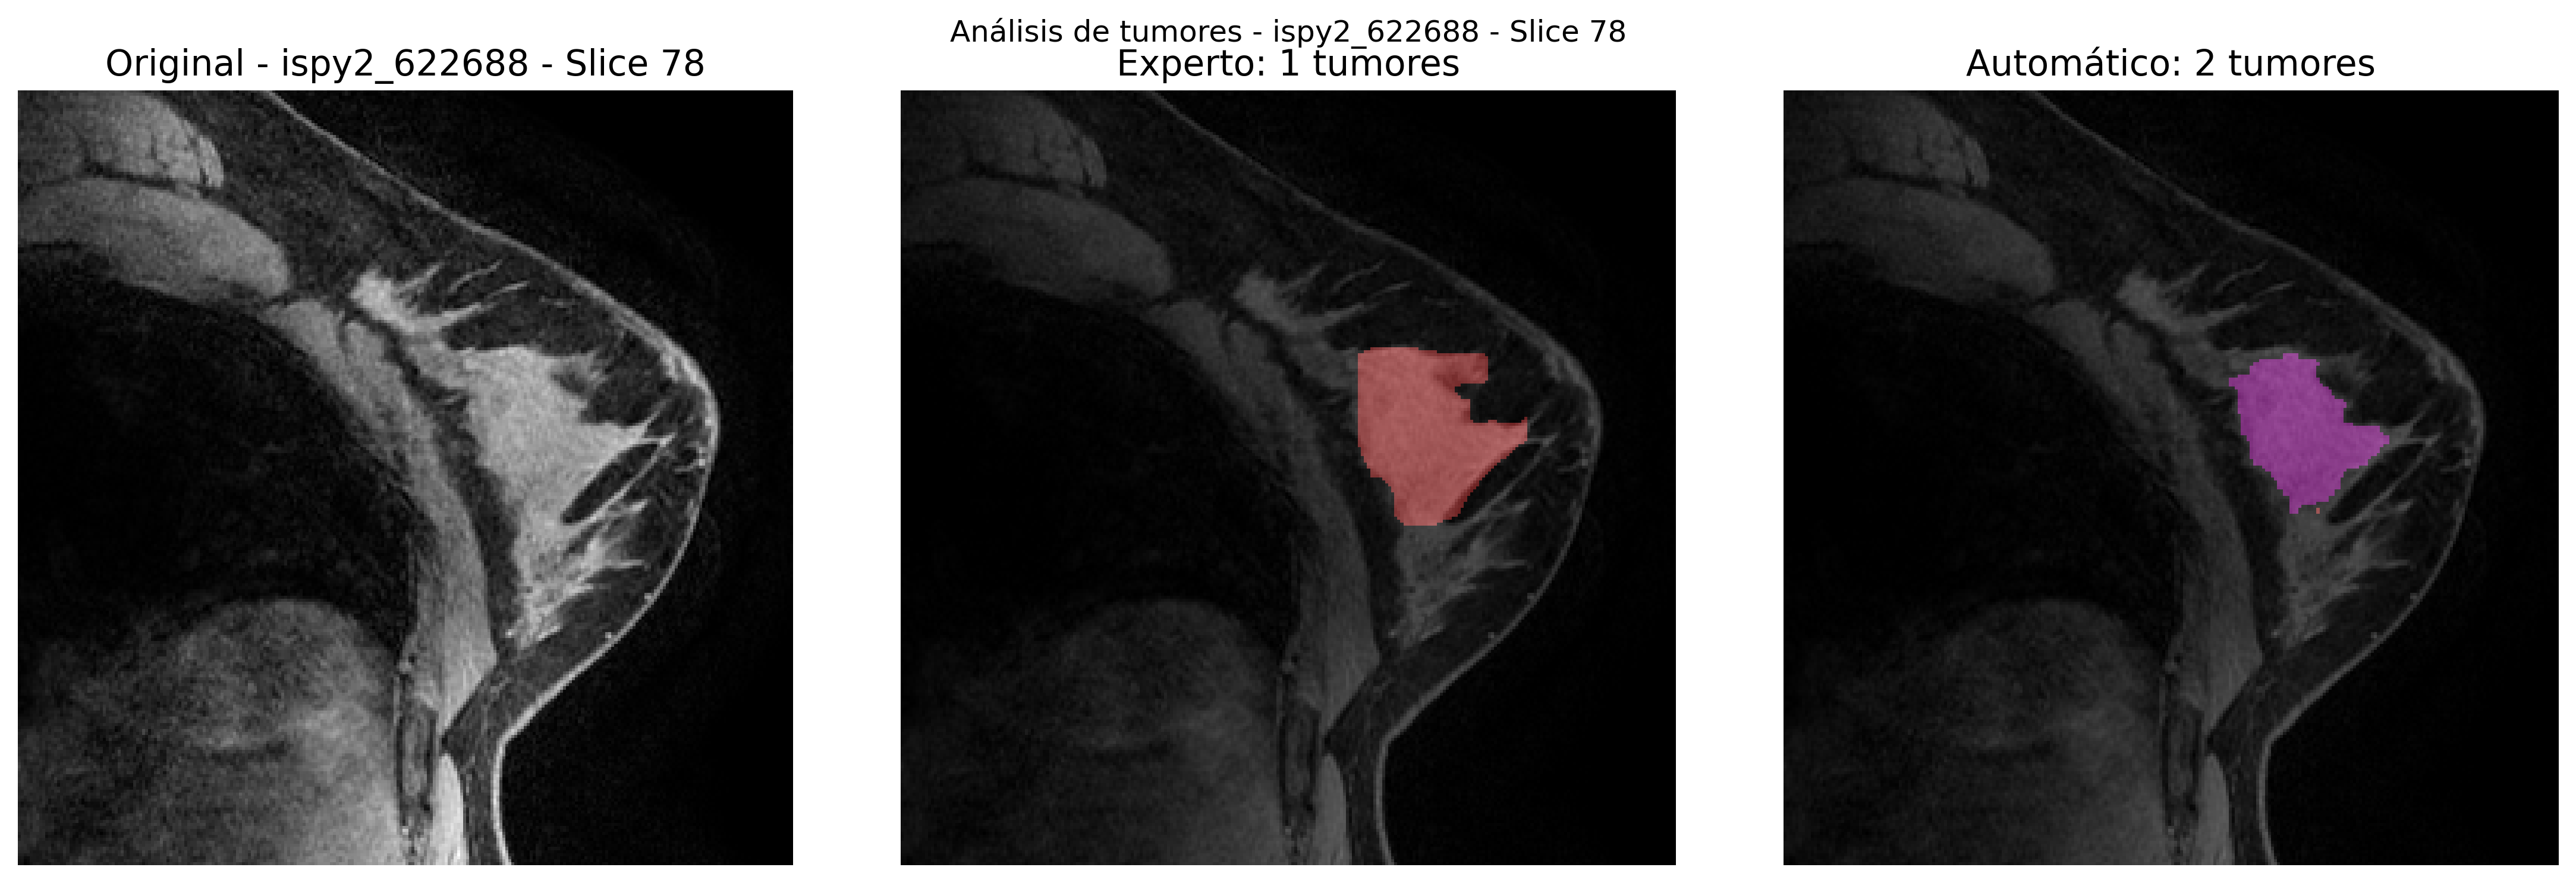 Análisis de tumores - ispy2_622688 - Slice 78
Original - ispy2_622688 - Slice 78
Experto: 1 tumores
Automático: 2 tumores